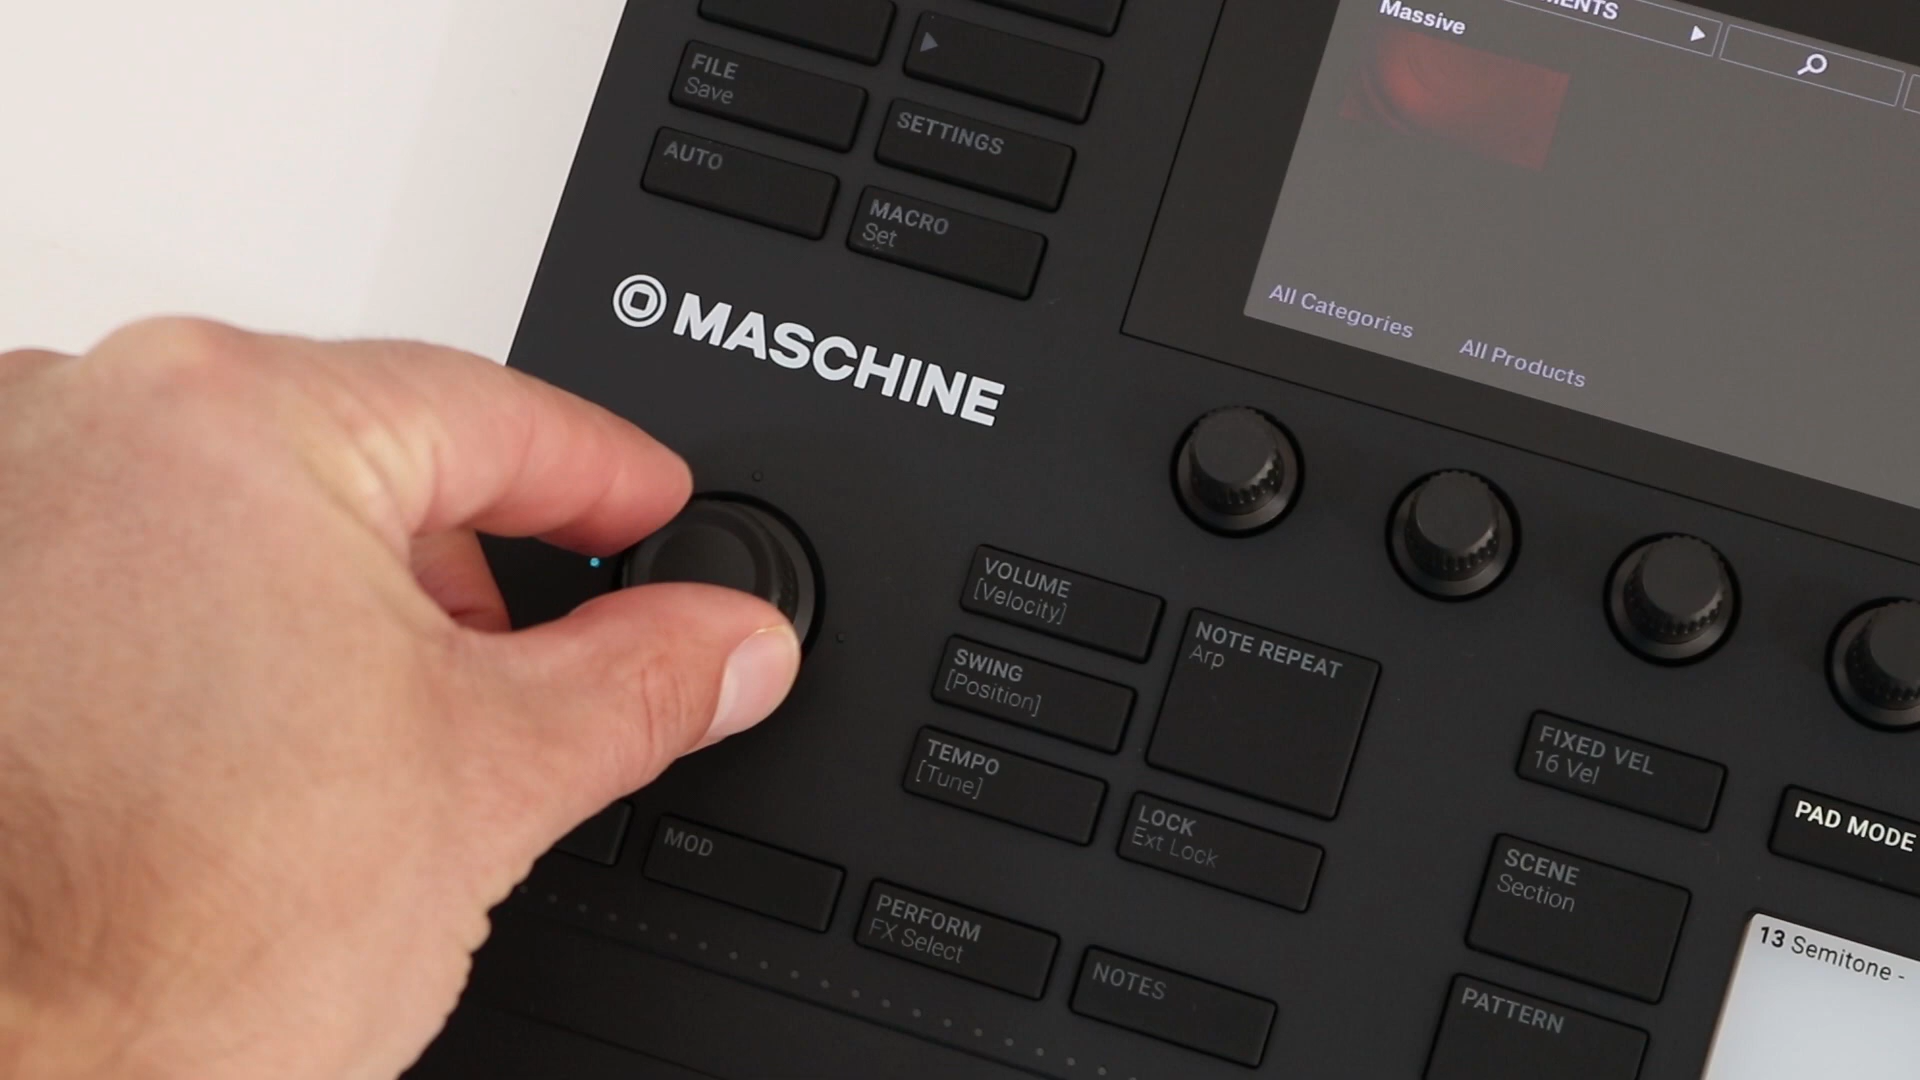 Massive
FILE
Save
SETTINGS
AUTO
MACRO
Set
MASCHINE
All Categories
All Products
VOLUME
[Velocity]
NOTE REPEAT
Arp
SWING
[Position]
TEMPO
[Tune]
LOCK
Ext Lock
FIXED VEL
16 Vel
PAD MODE
MOD
PERFORM
FX Select
NOTES
SCENE
Section
PATTERN
13 Semitone -